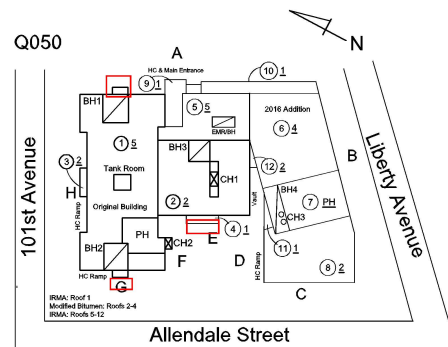 Q050
A
N
HC & Main Entrance
9 1
10 1
BH1
5 5
EMR/BH
2016 Addition
6 4
1 5
BH3
B
3 2
Tank Room
CH1
12 2
H
Original Building
2 2
BH4
7 PH
CH3
Vault
HC Ramp
PH
4 1
E
11 1
BH2
CH2
HC Ramp
F
D
HC Ramp
8 2
G
C
IRMA: Roof 1
Modified Bitumen: Roofs 2-4
IRMA: Roofs 5-12
101st Avenue
Liberty Avenue
Allendale Street